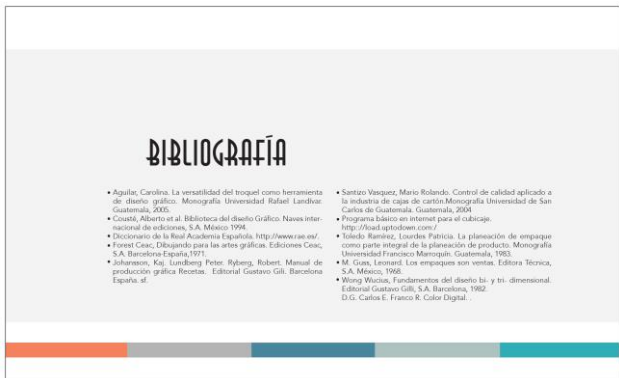 BIBLIOGRAFÍA
• Aguilar, Carolina. La versatilidad del troquel como herramienta
de diseño gráfico. Monografía Universidad Rafael Landívar.
Guatemala, 2005.
• Cousté, Alberto et al. Biblioteca del diseño Gráfico. Naves inter-
nacional de ediciones, S.A. México 1994.
• Diccionario de la Real Academia Española. http://www.rae.es/.
• Forest Ceac, Dibujando para las artes gráficas. Ediciones Ceac,
S.A. Barcelona-España,1971.
• Johansson, Kaj. Lundberg Peter. Ryberg, Robert. Manual de
producción gráfica Recetas. Editorial Gustavo Gili. Barcelona
España. sf.
• Santizo Vasquez, Mario Rolando. Control de calidad aplicado a
la industria de cajas de cartón.Monografía Universidad de San
Carlos de Guatemala. Guatemala, 2004
• Programa básico en internet para el cubicaje.
http://load.uptodown.com:/
• Toledo Ramírez, Lourdes Patricia. La planeación de empaque
como parte integral de la planeación de producto. Monografía
Universidad Francisco Marroquín. Guatemala, 1983.
• M. Guss, Leonard. Los empaques son ventas. Editora Técnica,
S.A. México, 1968.
• Wong Wucius, Fundamentos del diseño bi- y tri- dimensional.
Editorial Gustavo Gilli, S.A. Barcelona, 1982
D.G. Carlos E. Franco R. Color Digital. .